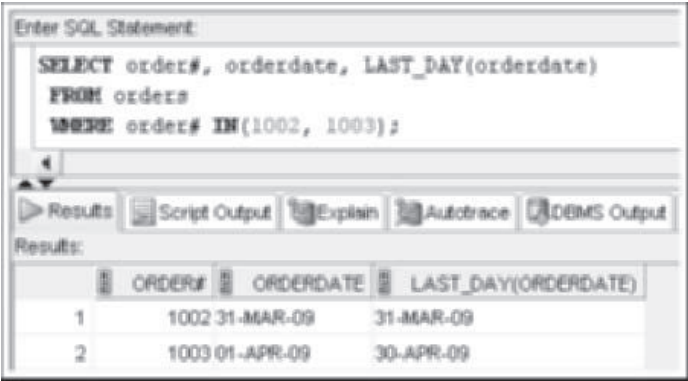 Enter SQL Statement:
SELECT order#, orderdate, LAST_DAY(orderdate)
FROM orders
WHERE order# IN(1002, 1003);
Results Script Output Explain Autotrace DBMS Output
Results:
ORDER# ORDERDATE LAST_DAY(ORDERDATE)
1 1002 31-MAR-09 31-MAR-09
2 1003 01-APR-09 30-APR-09